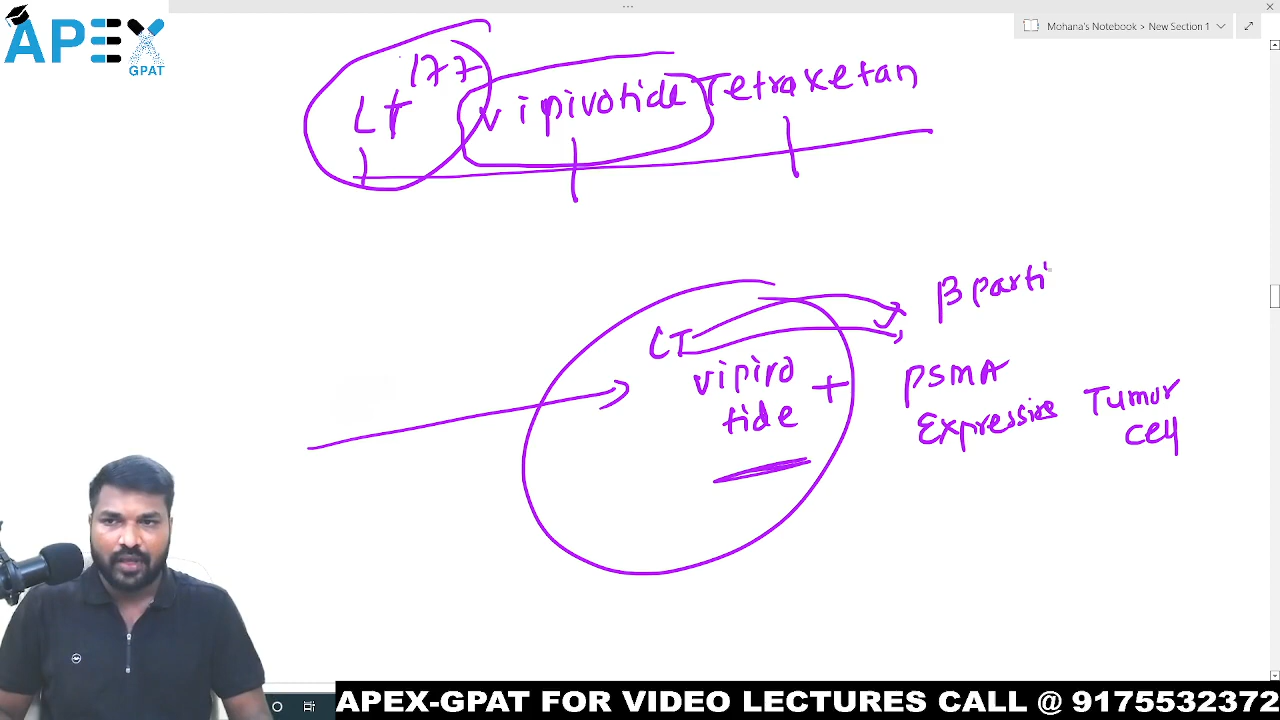 APEX
GPAT
Mohana's Notebook > New Section 1
Lt 177 vipivotide Tetraxetan
β parti
LT
vipivo
tide
+
PSMA
Expressive Tumor
cell
APEX-GPAT FOR VIDEO LECTURES CALL @ 9175532372